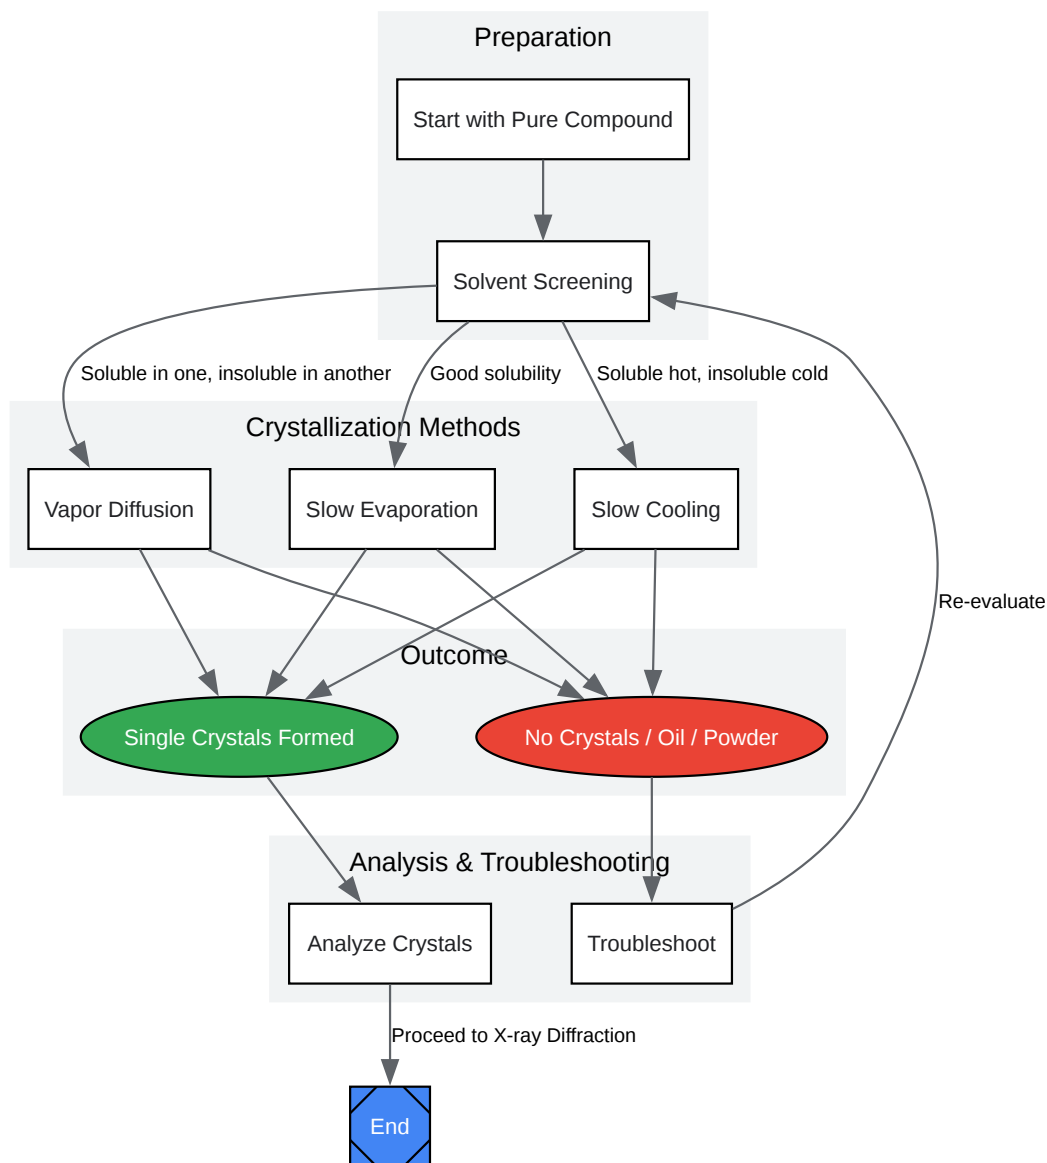 Preparation
Start with Pure Compound
Solvent Screening
Soluble in one, insoluble in another
Good solubility
Soluble hot, insoluble cold
Crystallization Methods
Vapor Diffusion
Slow Evaporation
Slow Cooling
Re-evaluate
Outcome
Single Crystals Formed
No Crystals / Oil / Powder
Analysis & Troubleshooting
Analyze Crystals
Troubleshoot
Proceed to X-ray Diffraction
End